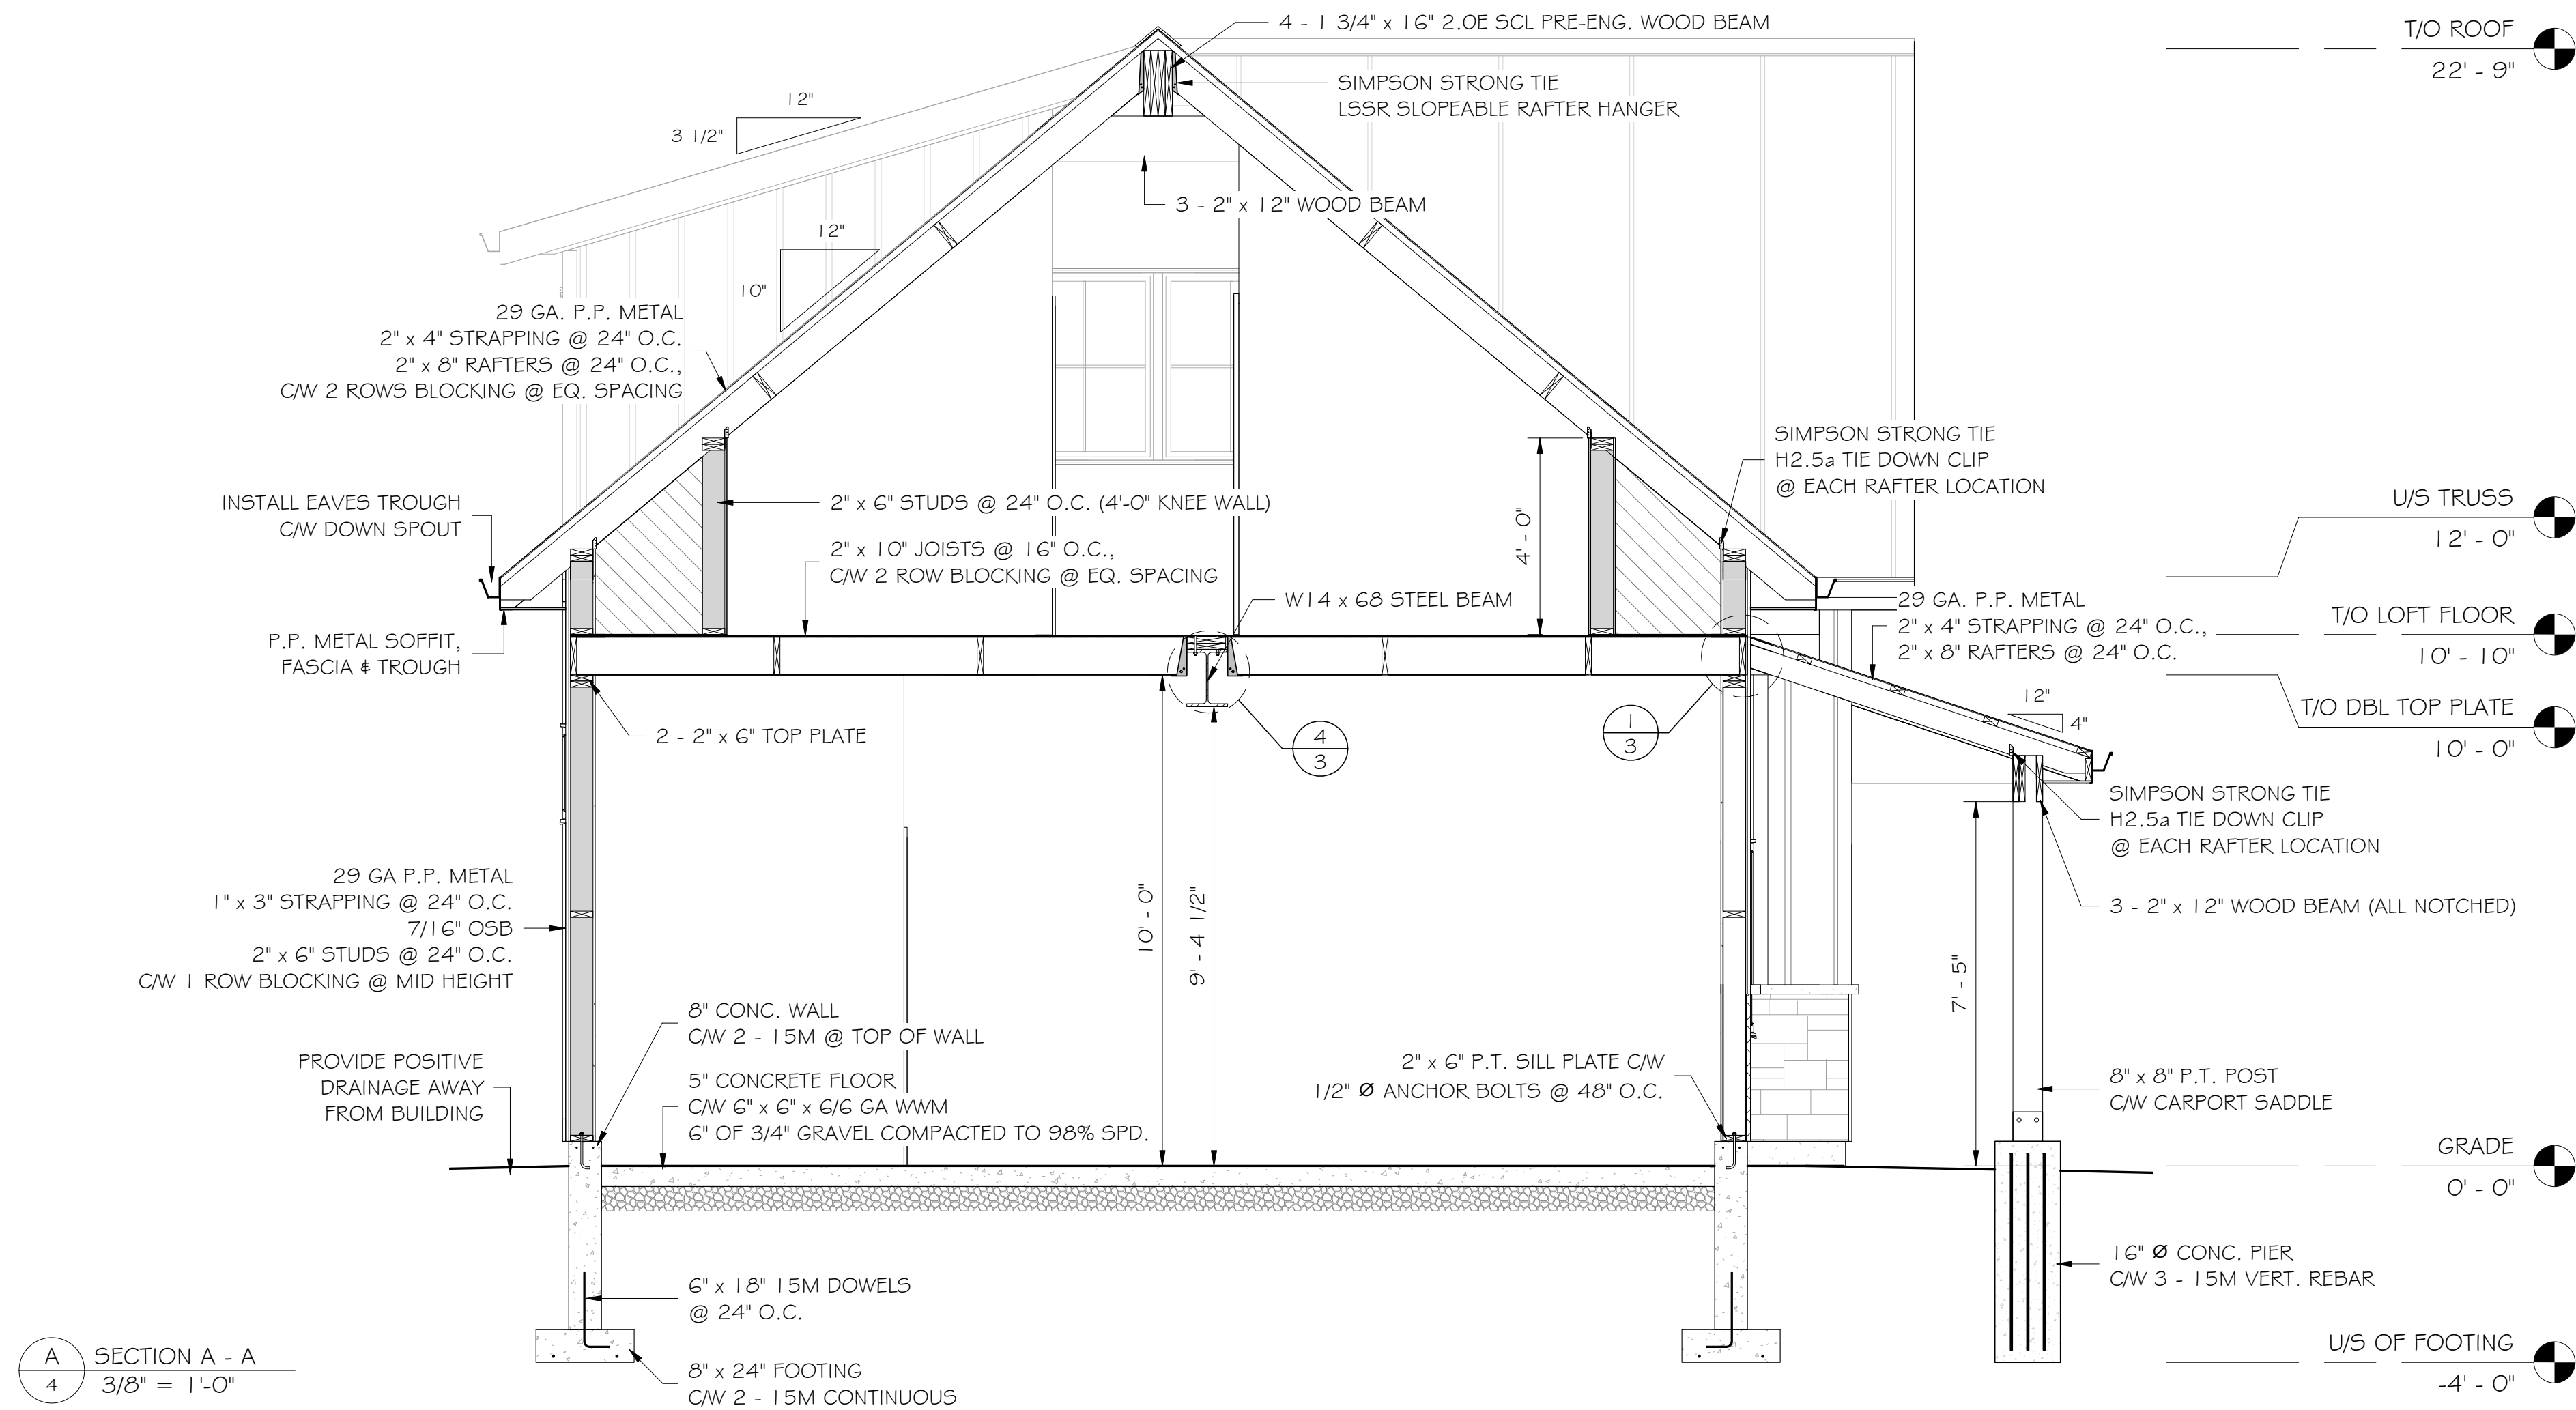 4 - 1 3/4" x 16" 2.0E SCL PRE-ENG. WOOD BEAM
SIMPSON STRONG TIE
LSSR SLOPEABLE RAFTER HANGER
3 - 2" x 12" WOOD BEAM
12"
3 1/2"
12"
10"
29 GA. P.P. METAL
2" x 4" STRAPPING @ 24" O.C.
2" x 8" RAFTERS @ 24" O.C.,
C/W 2 ROWS BLOCKING @ EQ. SPACING
INSTALL EAVES TROUGH
C/W DOWN SPOUT
P.P. METAL SOFFIT,
FASCIA & TROUGH
2" x 6" STUDS @ 24" O.C. (4'-0" KNEE WALL)
2" x 10" JOISTS @ 16" O.C.,
C/W 2 ROW BLOCKING @ EQ. SPACING
W14 x 68 STEEL BEAM
4' - 0"
SIMPSON STRONG TIE
H2.5a TIE DOWN CLIP
@ EACH RAFTER LOCATION
29 GA. P.P. METAL
2" x 4" STRAPPING @ 24" O.C.,
2" x 8" RAFTERS @ 24" O.C.
12"
4"
2 - 2" x 6" TOP PLATE
4
3
1
3
SIMPSON STRONG TIE
H2.5a TIE DOWN CLIP
@ EACH RAFTER LOCATION
3 - 2" x 12" WOOD BEAM (ALL NOTCHED)
29 GA P.P. METAL
1" x 3" STRAPPING @ 24" O.C.
7/16" OSB
2" x 6" STUDS @ 24" O.C.
C/W 1 ROW BLOCKING @ MID HEIGHT
10' - 0"
9' - 4 1/2"
7' - 5"
PROVIDE POSITIVE
DRAINAGE AWAY
FROM BUILDING
8" CONC. WALL
C/W 2 - 15M @ TOP OF WALL
5" CONCRETE FLOOR
C/W 6" x 6" x 6/6 GA WWM
6" OF 3/4" GRAVEL COMPACTED TO 98% SPD.
2" x 6" P.T. SILL PLATE C/W
1/2" Ø ANCHOR BOLTS @ 48" O.C.
8" x 8" P.T. POST
C/W CARPORT SADDLE
16" Ø CONC. PIER
C/W 3 - 15M VERT. REBAR
6" x 18" 15M DOWELS
@ 24" O.C.
8" x 24" FOOTING
C/W 2 - 15M CONTINUOUS
T/O ROOF
22' - 9"
U/S TRUSS
12' - 0"
T/O LOFT FLOOR
10' - 10"
T/O DBL TOP PLATE
10' - 0"
GRADE
0' - 0"
U/S OF FOOTING
-4' - 0"
A
4
SECTION A - A
3/8" = 1'-0"